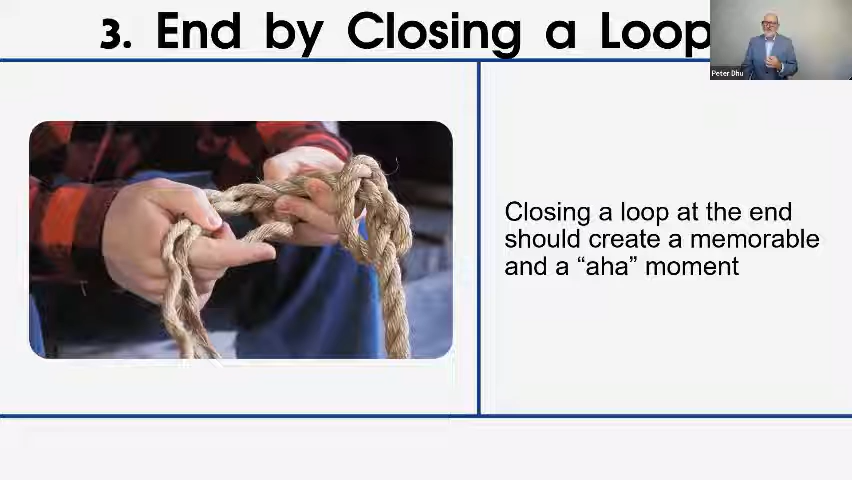 3. End by Closing a Loop
Peter Dhu
Closing a loop at the end
should create a memorable
and a “aha” moment